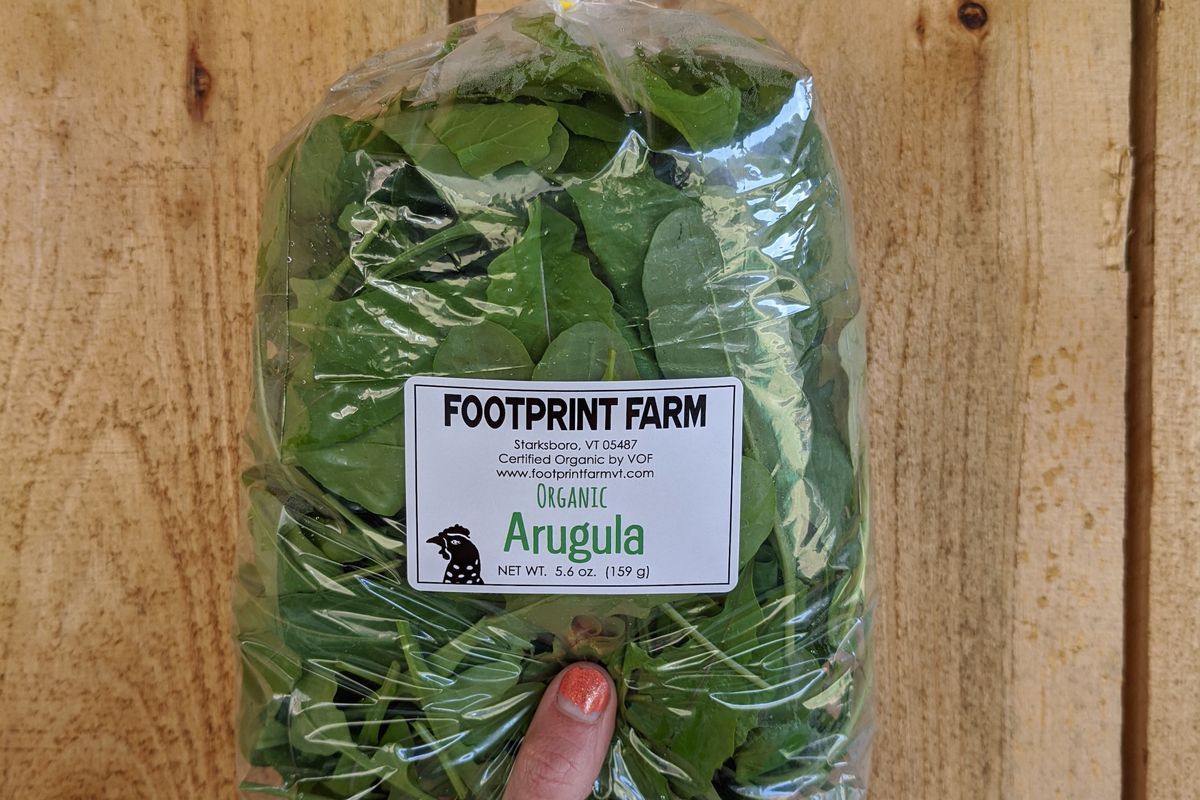 FOOTPRINT FARM
Starksboro, VT 05487
Certified Organic by VOF
www.footprintfarmvt.com
ORGANIC
Arugula
NET WT. 5.6 oz. (159 g)